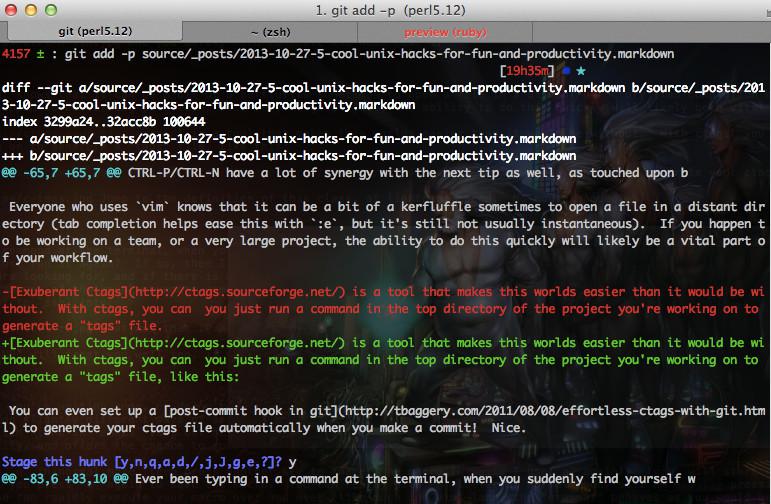 1. git add -p (perl5.12)
git (perl5.12)
~ (zsh)
preview (ruby)
4157 ± : git add -p source/_posts/2013-10-27-5-cool-unix-hacks-for-fun-and-productivity.markdown
[19h35m] ● ★
diff --git a/source/_posts/2013-10-27-5-cool-unix-hacks-for-fun-and-productivity.markdown b/source/_posts/201
3-10-27-5-cool-unix-hacks-for-fun-and-productivity.markdown
index 3299a24..32acc8b 100644
--- a/source/_posts/2013-10-27-5-cool-unix-hacks-for-fun-and-productivity.markdown
+++ b/source/_posts/2013-10-27-5-cool-unix-hacks-for-fun-and-productivity.markdown
@@ -65,7 +65,7 @@ CTRL-P/CTRL-N have a lot of synergy with the next tip as well, as touched upon b
Everyone who uses `vim` knows that it can be a bit of a kerfluffle sometimes to open a file in a distant dir
ectory (tab completion helps ease this with `:e`, but it's still not usually instantaneous).  If you happen t
o be working on a team, or a very large project, the ability to do this quickly will likely be a vital part o
f your workflow.
-[Exuberant Ctags](http://ctags.sourceforge.net/) is a tool that makes this worlds easier than it would be wi
thout.  With ctags, you can  you just run a command in the top directory of the project you're working on to
generate a "tags" file.
+[Exuberant Ctags](http://ctags.sourceforge.net/) is a tool that makes this worlds easier than it would be wi
thout.  With ctags, you can  you just run a command in the top directory of the project you're working on to
generate a "tags" file, like this:
You can even set up a [post-commit hook in git](http://tbaggery.com/2011/08/08/effortless-ctags-with-git.htm
l) to generate your ctags file automatically when you make a commit!  Nice.
Stage this hunk [y,n,q,a,d,/,j,J,g,e,?]? y
@@ -83,6 +83,10 @@ Ever been typing in a command at the terminal, when you suddenly find yourself w